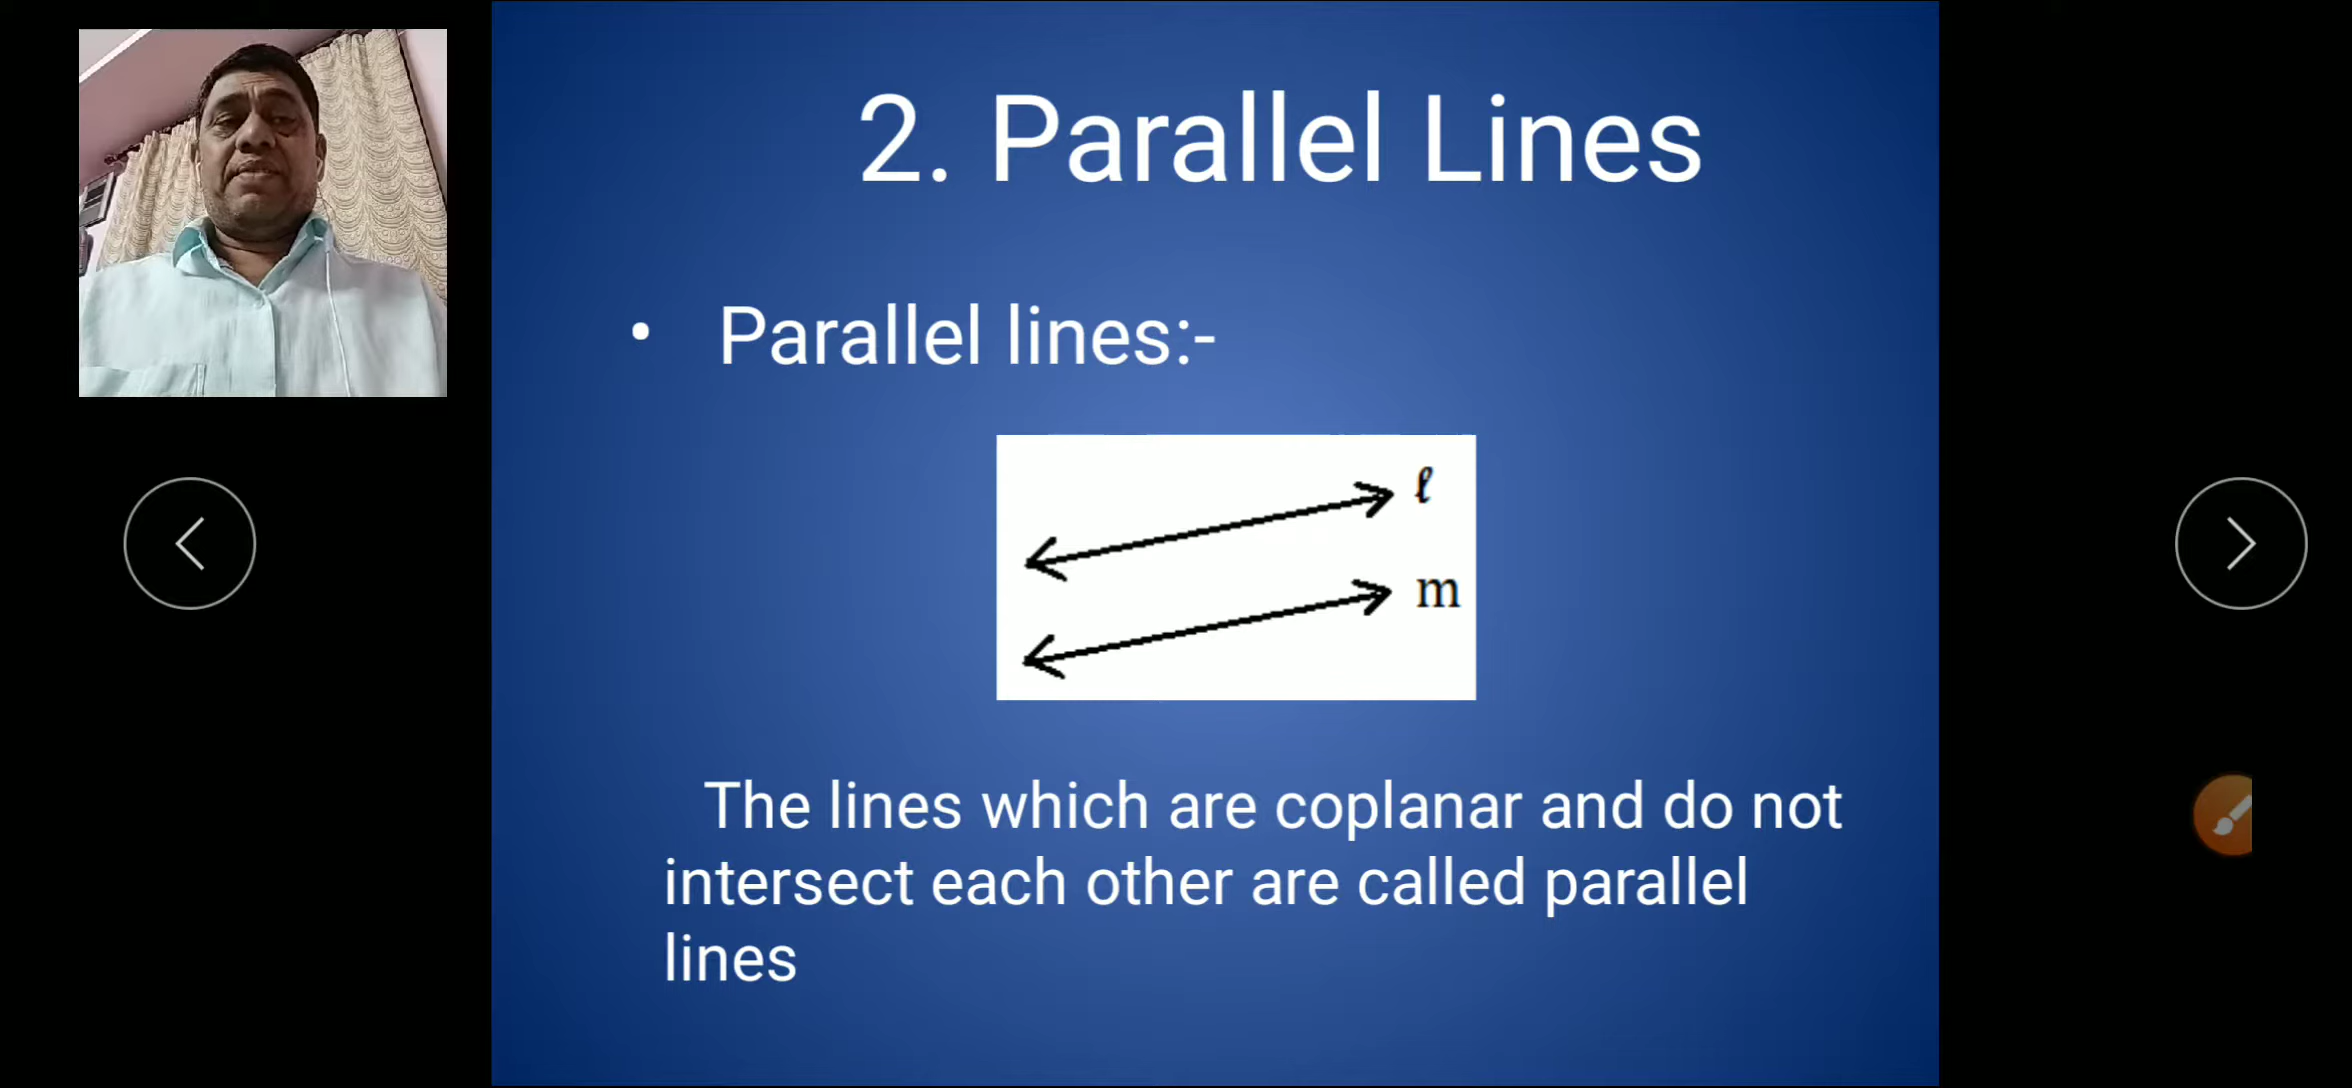 2. Parallel Lines
• Parallel lines:-
ℓ
m
The lines which are coplanar and do not
intersect each other are called parallel
lines